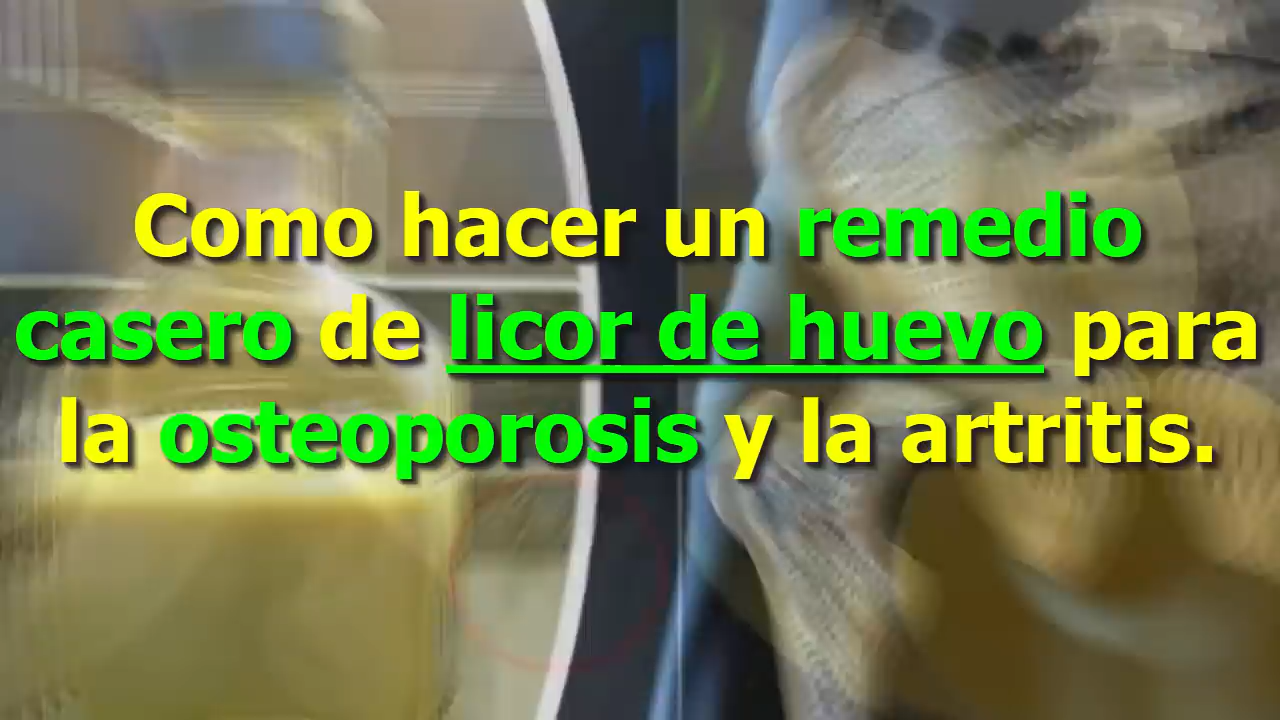 Como hacer un remedio
casero de licor de huevo para
la osteoporosis y la artritis.